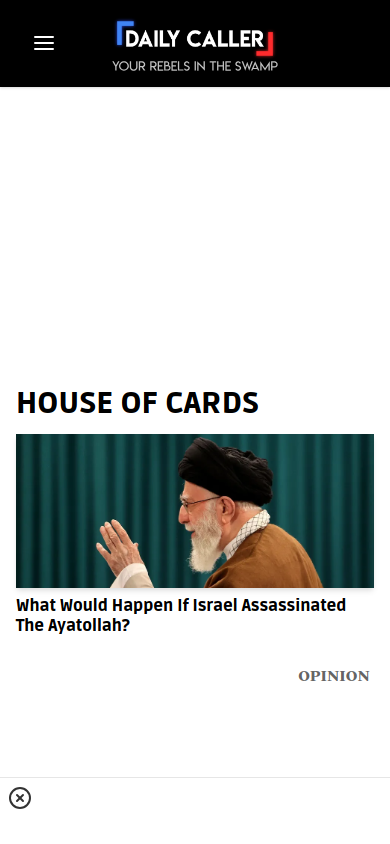 DAILY CALLER
YOUR REBELS IN THE SWAMP
HOUSE OF CARDS
What Would Happen If Israel Assassinated
The Ayatollah?
OPINION